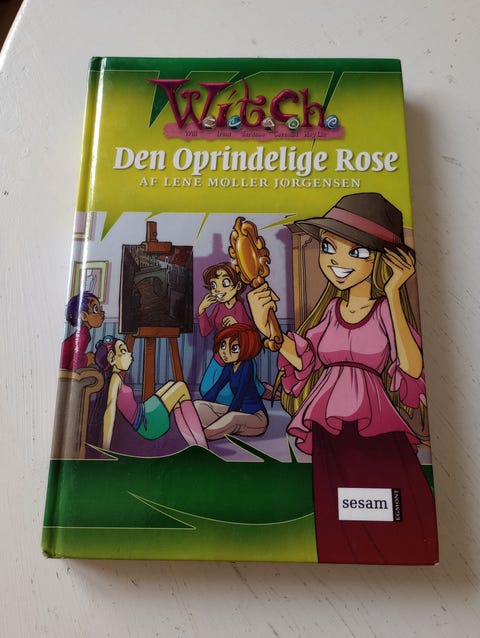 W.i.t.c.h.
Will Irma Taranee Cornelia Hay Lin
Den Oprindelige Rose
AF LENE MØLLER JØRGENSEN
sesam
EGMONT